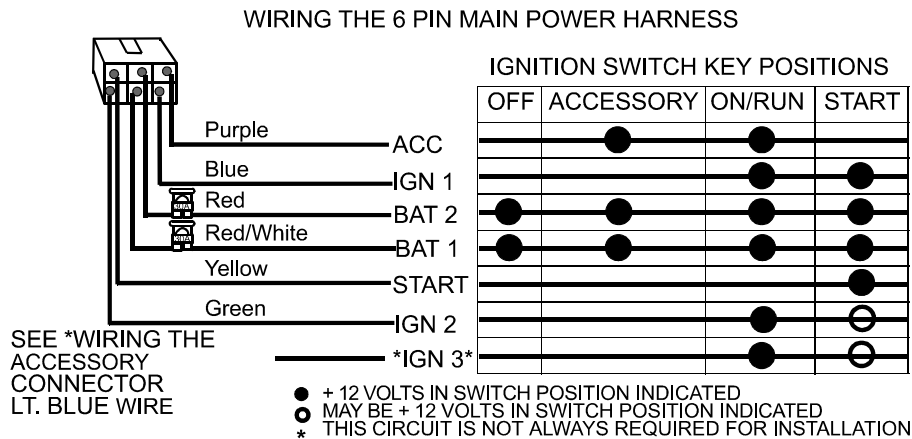 WIRING THE 6 PIN MAIN POWER HARNESS
IGNITION SWITCH KEY POSITIONS
OFF ACCESSORY ON/RUN START
Purple ACC
Blue IGN 1
30A Red BAT 2
30A Red/White BAT 1
Yellow START
Green IGN 2
SEE *WIRING THE
ACCESSORY
CONNECTOR
LT. BLUE WIRE
*IGN 3*
+ 12 VOLTS IN SWITCH POSITION INDICATED
MAY BE + 12 VOLTS IN SWITCH POSITION INDICATED
* THIS CIRCUIT IS NOT ALWAYS REQUIRED FOR INSTALLATION